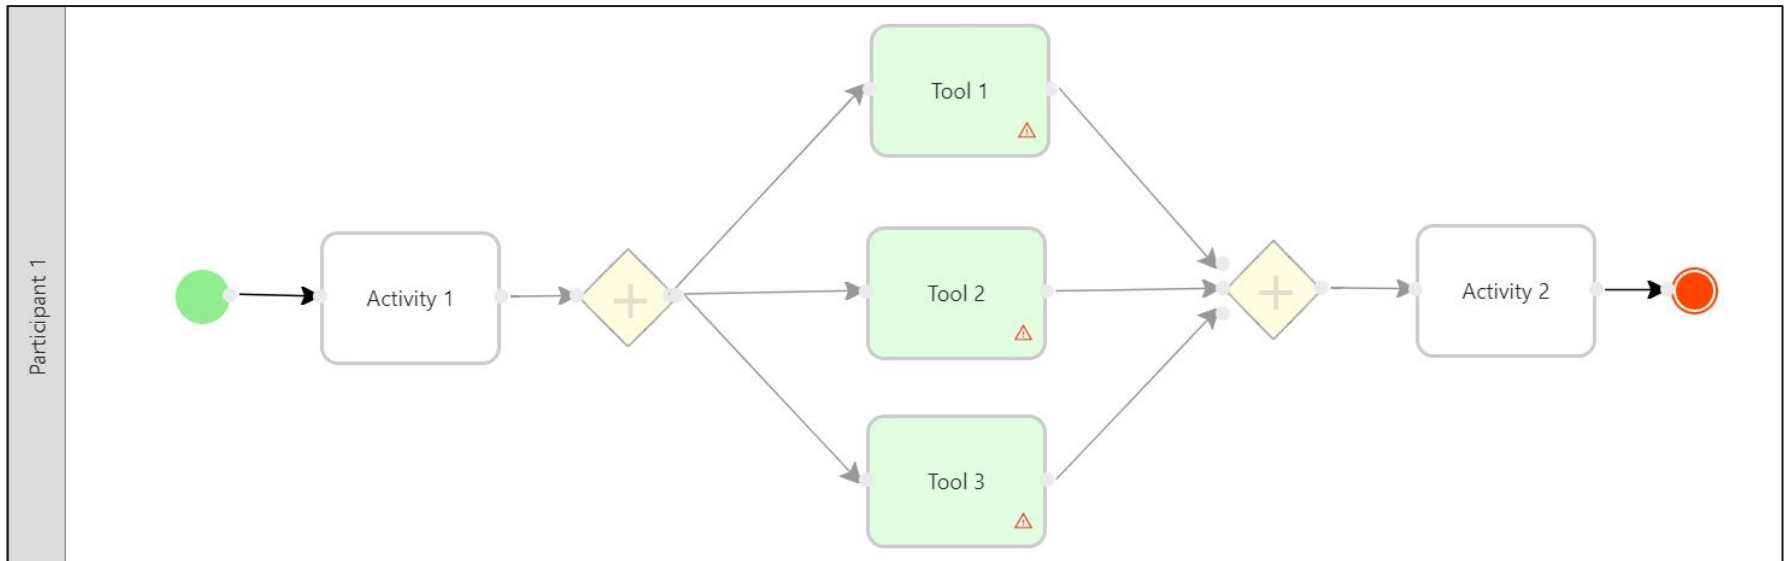 Participant 1
Activity 1
Tool 1
Tool 2
Tool 3
Activity 2